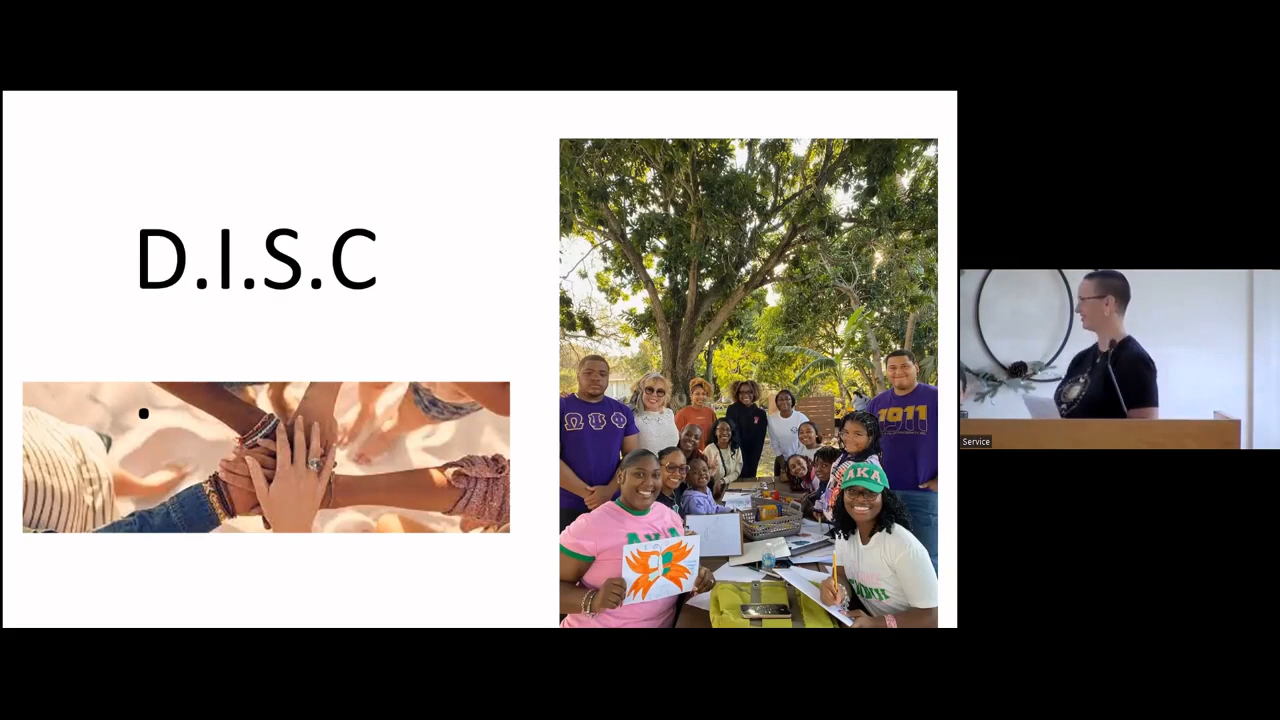 D.I.S.C
ΩΨΦ
1911
AKA
AKA
Service